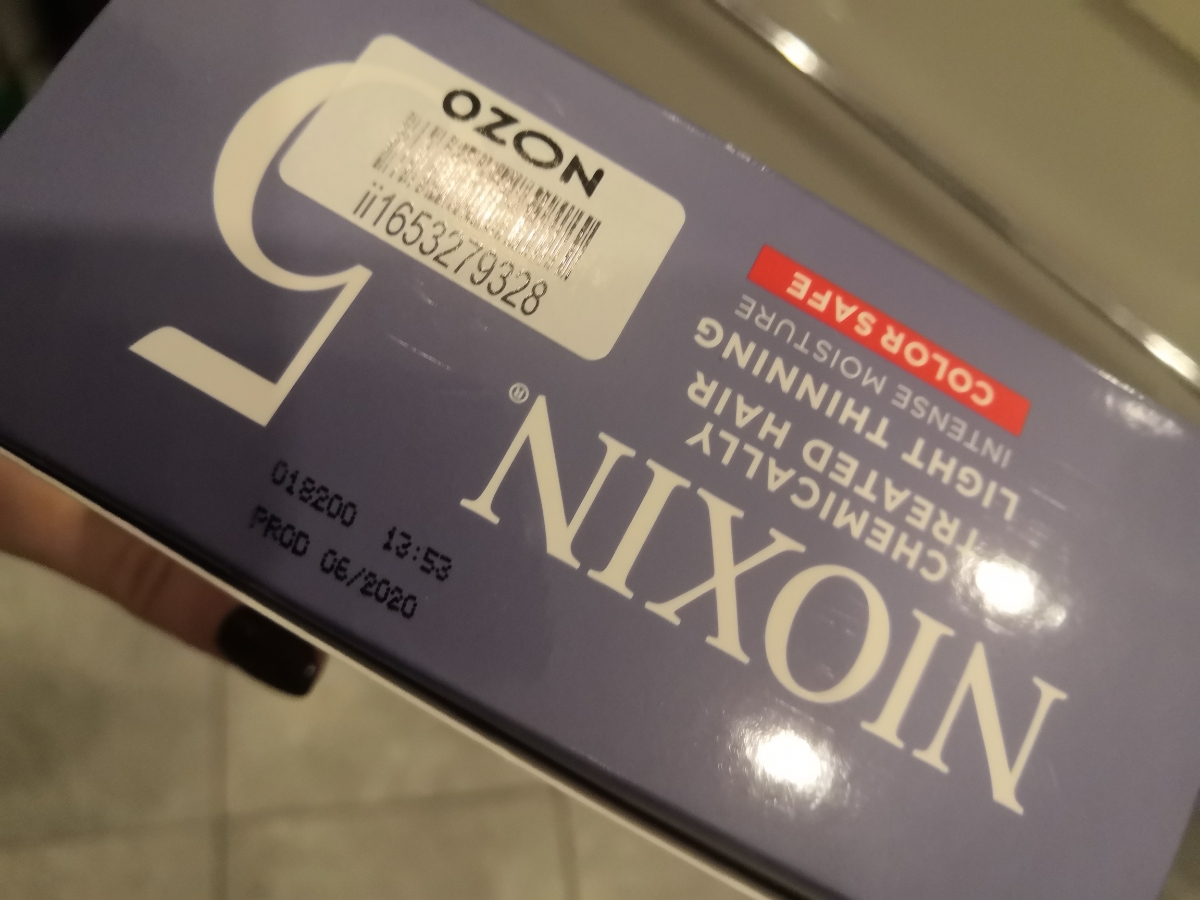 NIOXIN®
5
CHEMICALLY
TREATED HAIR
LIGHT THINNING
INTENSE MOISTURE
COLOR SAFE
OZON
ii1653279328
018200 13:53
PROD 06/2020